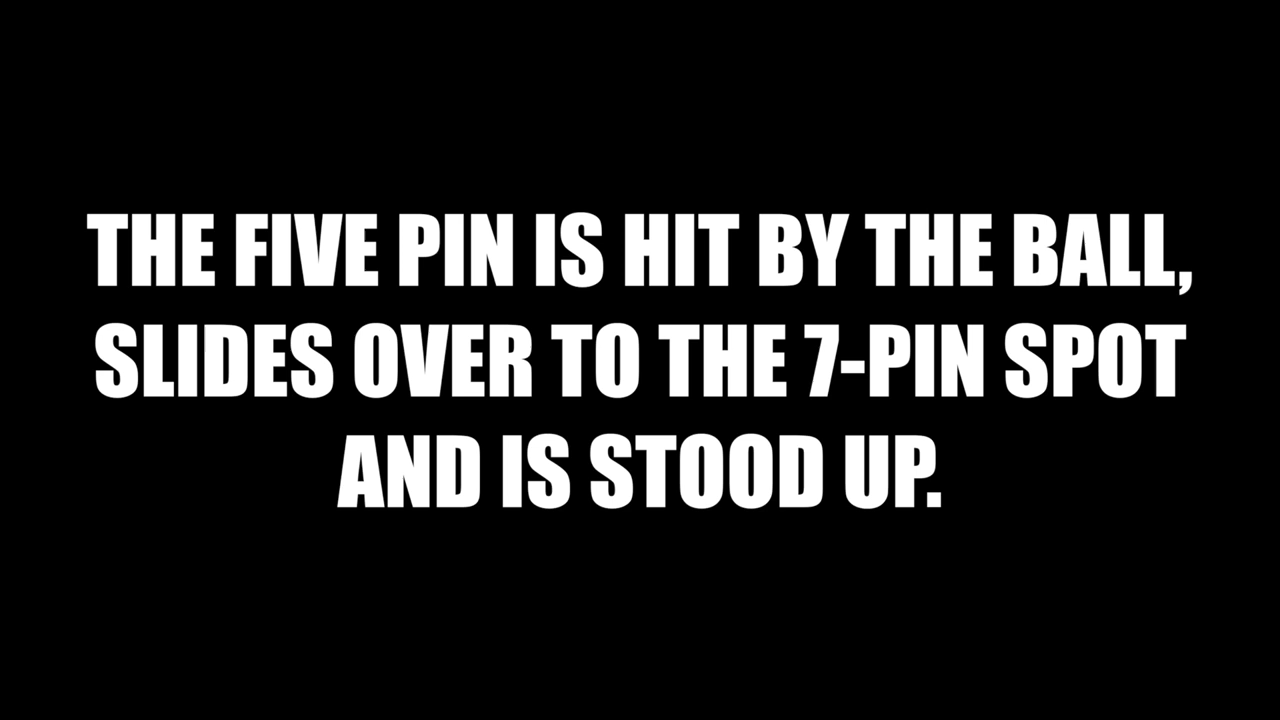 THE FIVE PIN IS HIT BY THE BALL,
SLIDES OVER TO THE 7-PIN SPOT
AND IS STOOD UP.